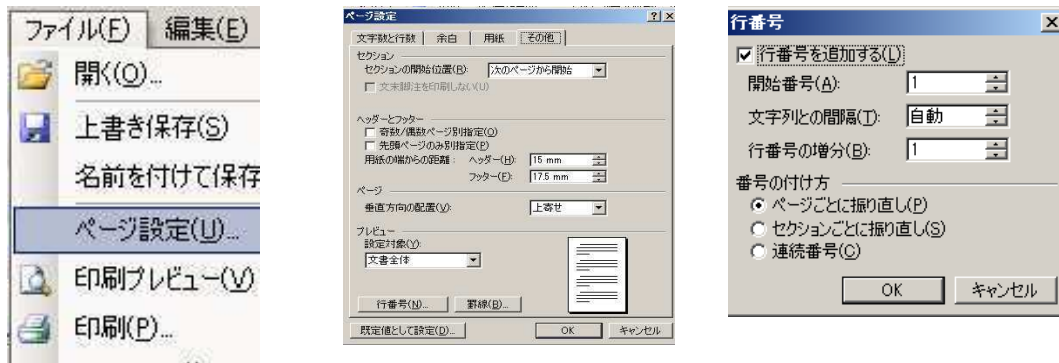 ファイル(F) 編集(E)
開く(O)...
上書き保存(S)
名前を付けて保存
ページ設定(U)...
印刷プレビュー(V)
印刷(P)...
ページ設定
文字数と行数 余白 用紙 その他
セクション
セクションの開始位置(R): 次のページから開始
文末脚注を印刷しない(U)
ヘッダーとフッター
奇数/偶数ページ別指定(O)
先頭ページのみ別指定(P)
用紙の端からの距離: ヘッダー(H): 15 mm
フッター(F): 17.5 mm
ページ
垂直方向の配置(V): 上寄せ
プレビュー
設定対象(Y):
文書全体
行番号(N)... 罫線(B)...
既定値として設定(D)... OK キャンセル
行番号
行番号を追加する(L)
開始番号(A): 1
文字列との間隔(T): 自動
行番号の増分(B): 1
番号の付け方
ページごとに振り直し(P)
セクションごとに振り直し(S)
連続番号(C)
OK キャンセル